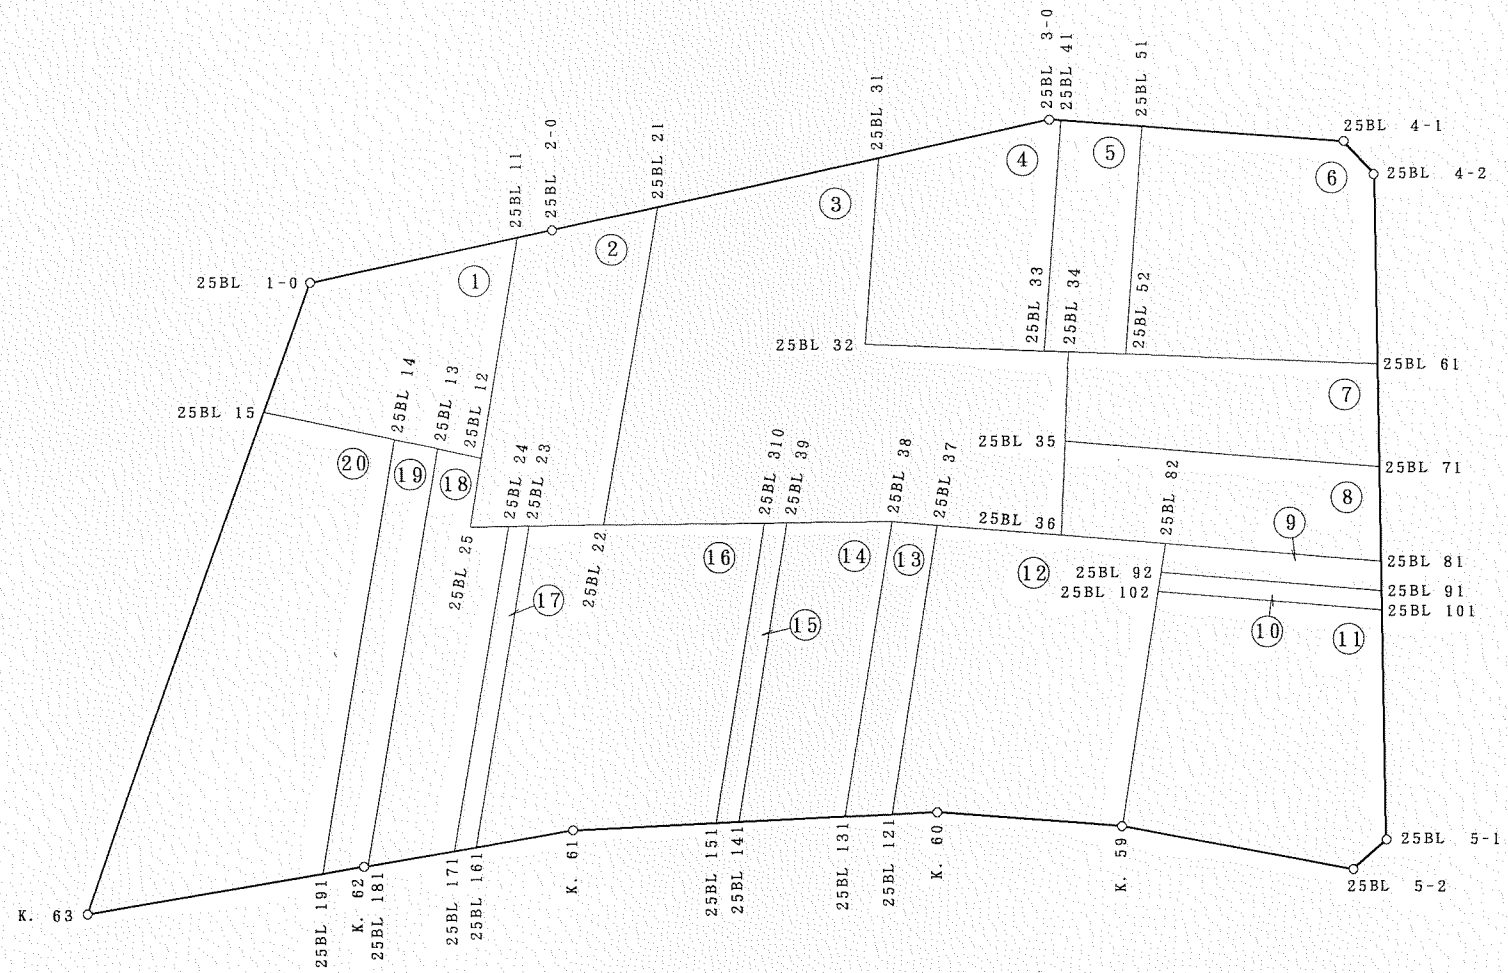 25BL 3-0
25BL 41
25BL 51
25BL 31
25BL 4-1
25BL 4-2
25BL 21
25BL 2-0
25BL 11
25BL 1-0
①
②
③
④
⑤
⑥
25BL 33
25BL 34
25BL 52
25BL 32
25BL 61
⑦
25BL 15
25BL 14
25BL 13
25BL 12
⑳
⑲
⑱
25BL 24
25BL 23
25BL 310
25BL 39
25BL 38
25BL 37
25BL 35
25BL 71
25BL 82
⑧
25BL 36
⑨
25BL 25
25BL 22
⑯
⑭
⑬
⑫
25BL 81
25BL 92
25BL 91
25BL 102
25BL 101
⑰
⑮
⑩
⑪
K. 63
25BL 191
K. 62
25BL 181
25BL 171
25BL 161
K. 61
25BL 151
25BL 141
25BL 131
25BL 121
K. 60
K. 59
25BL 5-1
25BL 5-2